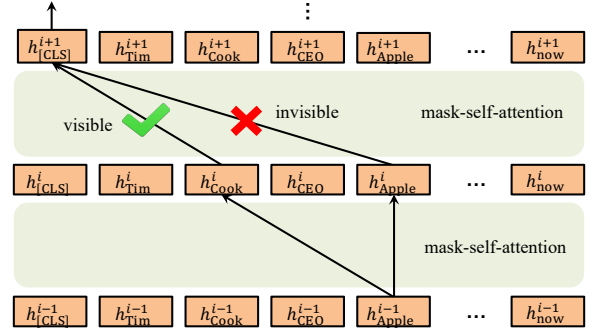 ⋮
h^{i+1}_{[CLS]} h^{i+1}_{Tim} h^{i+1}_{Cook} h^{i+1}_{CEO} h^{i+1}_{Apple} ... h^{i+1}_{now}
visible invisible mask-self-attention
h^{i}_{[CLS]} h^{i}_{Tim} h^{i}_{Cook} h^{i}_{CEO} h^{i}_{Apple} ... h^{i}_{now}
mask-self-attention
h^{i-1}_{[CLS]} h^{i-1}_{Tim} h^{i-1}_{Cook} h^{i-1}_{CEO} h^{i-1}_{Apple} ... h^{i-1}_{now}